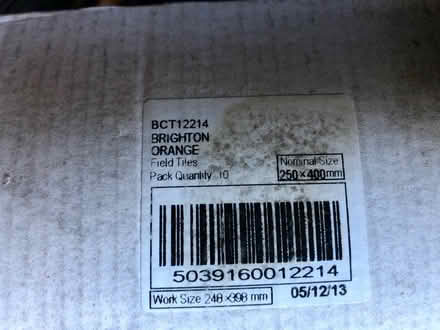 BCT12214
BRIGHTON
ORANGE
Field Tiles
Pack Quantity 10
Nominal Size
250×400mm
5039160012214
Work Size 248×398 mm
05/12/13